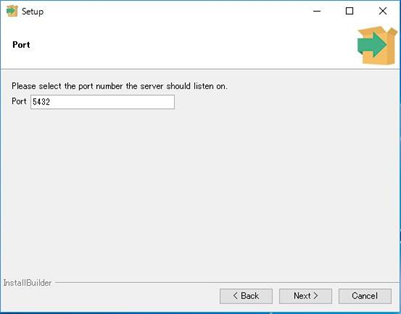 Setup
Port
Please select the port number the server should listen on.
Port 5432
InstallBuilder
< Back Next > Cancel